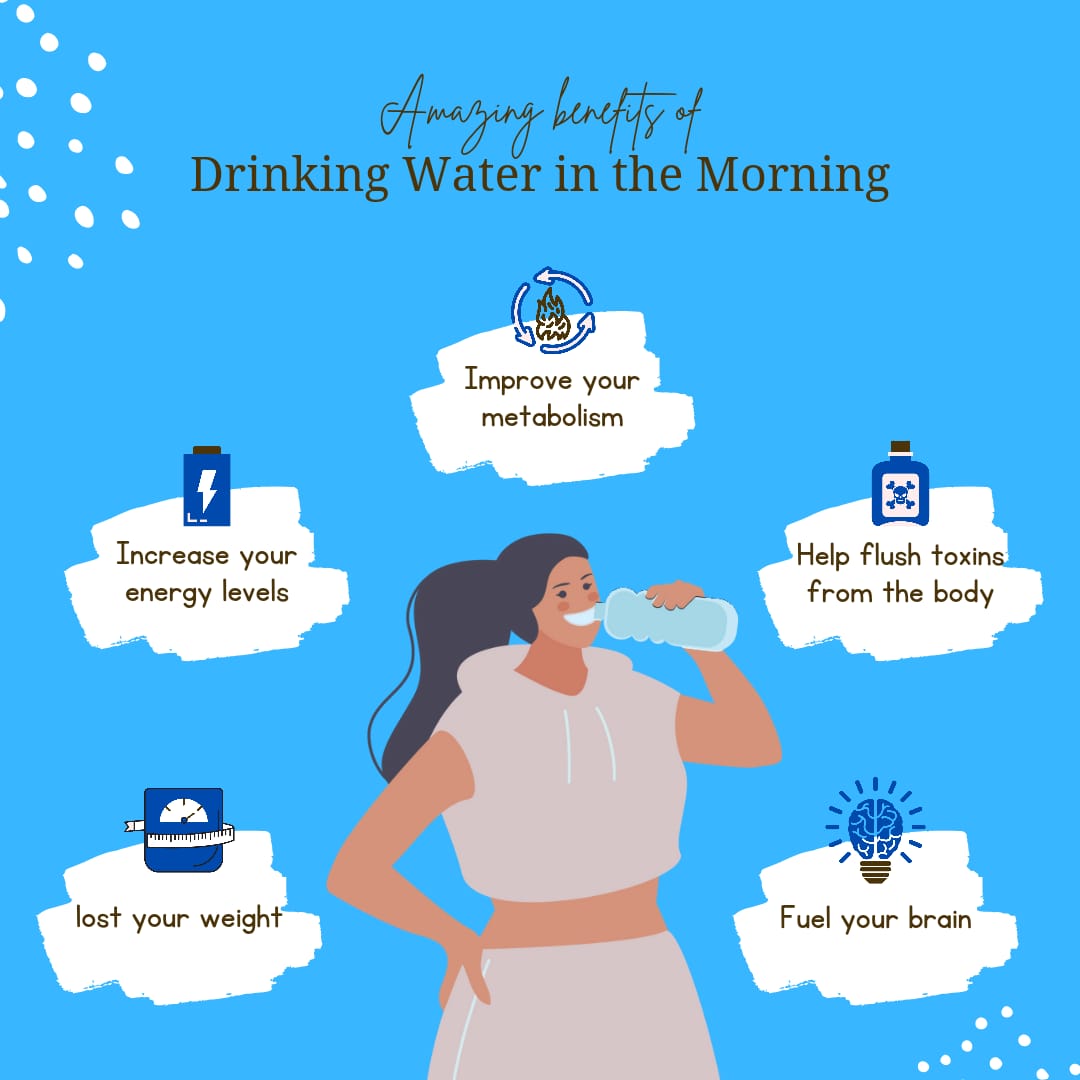 Amazing benefits of
Drinking Water in the Morning
Improve your
metabolism
Increase your
energy levels
Help flush toxins
from the body
lost your weight
Fuel your brain